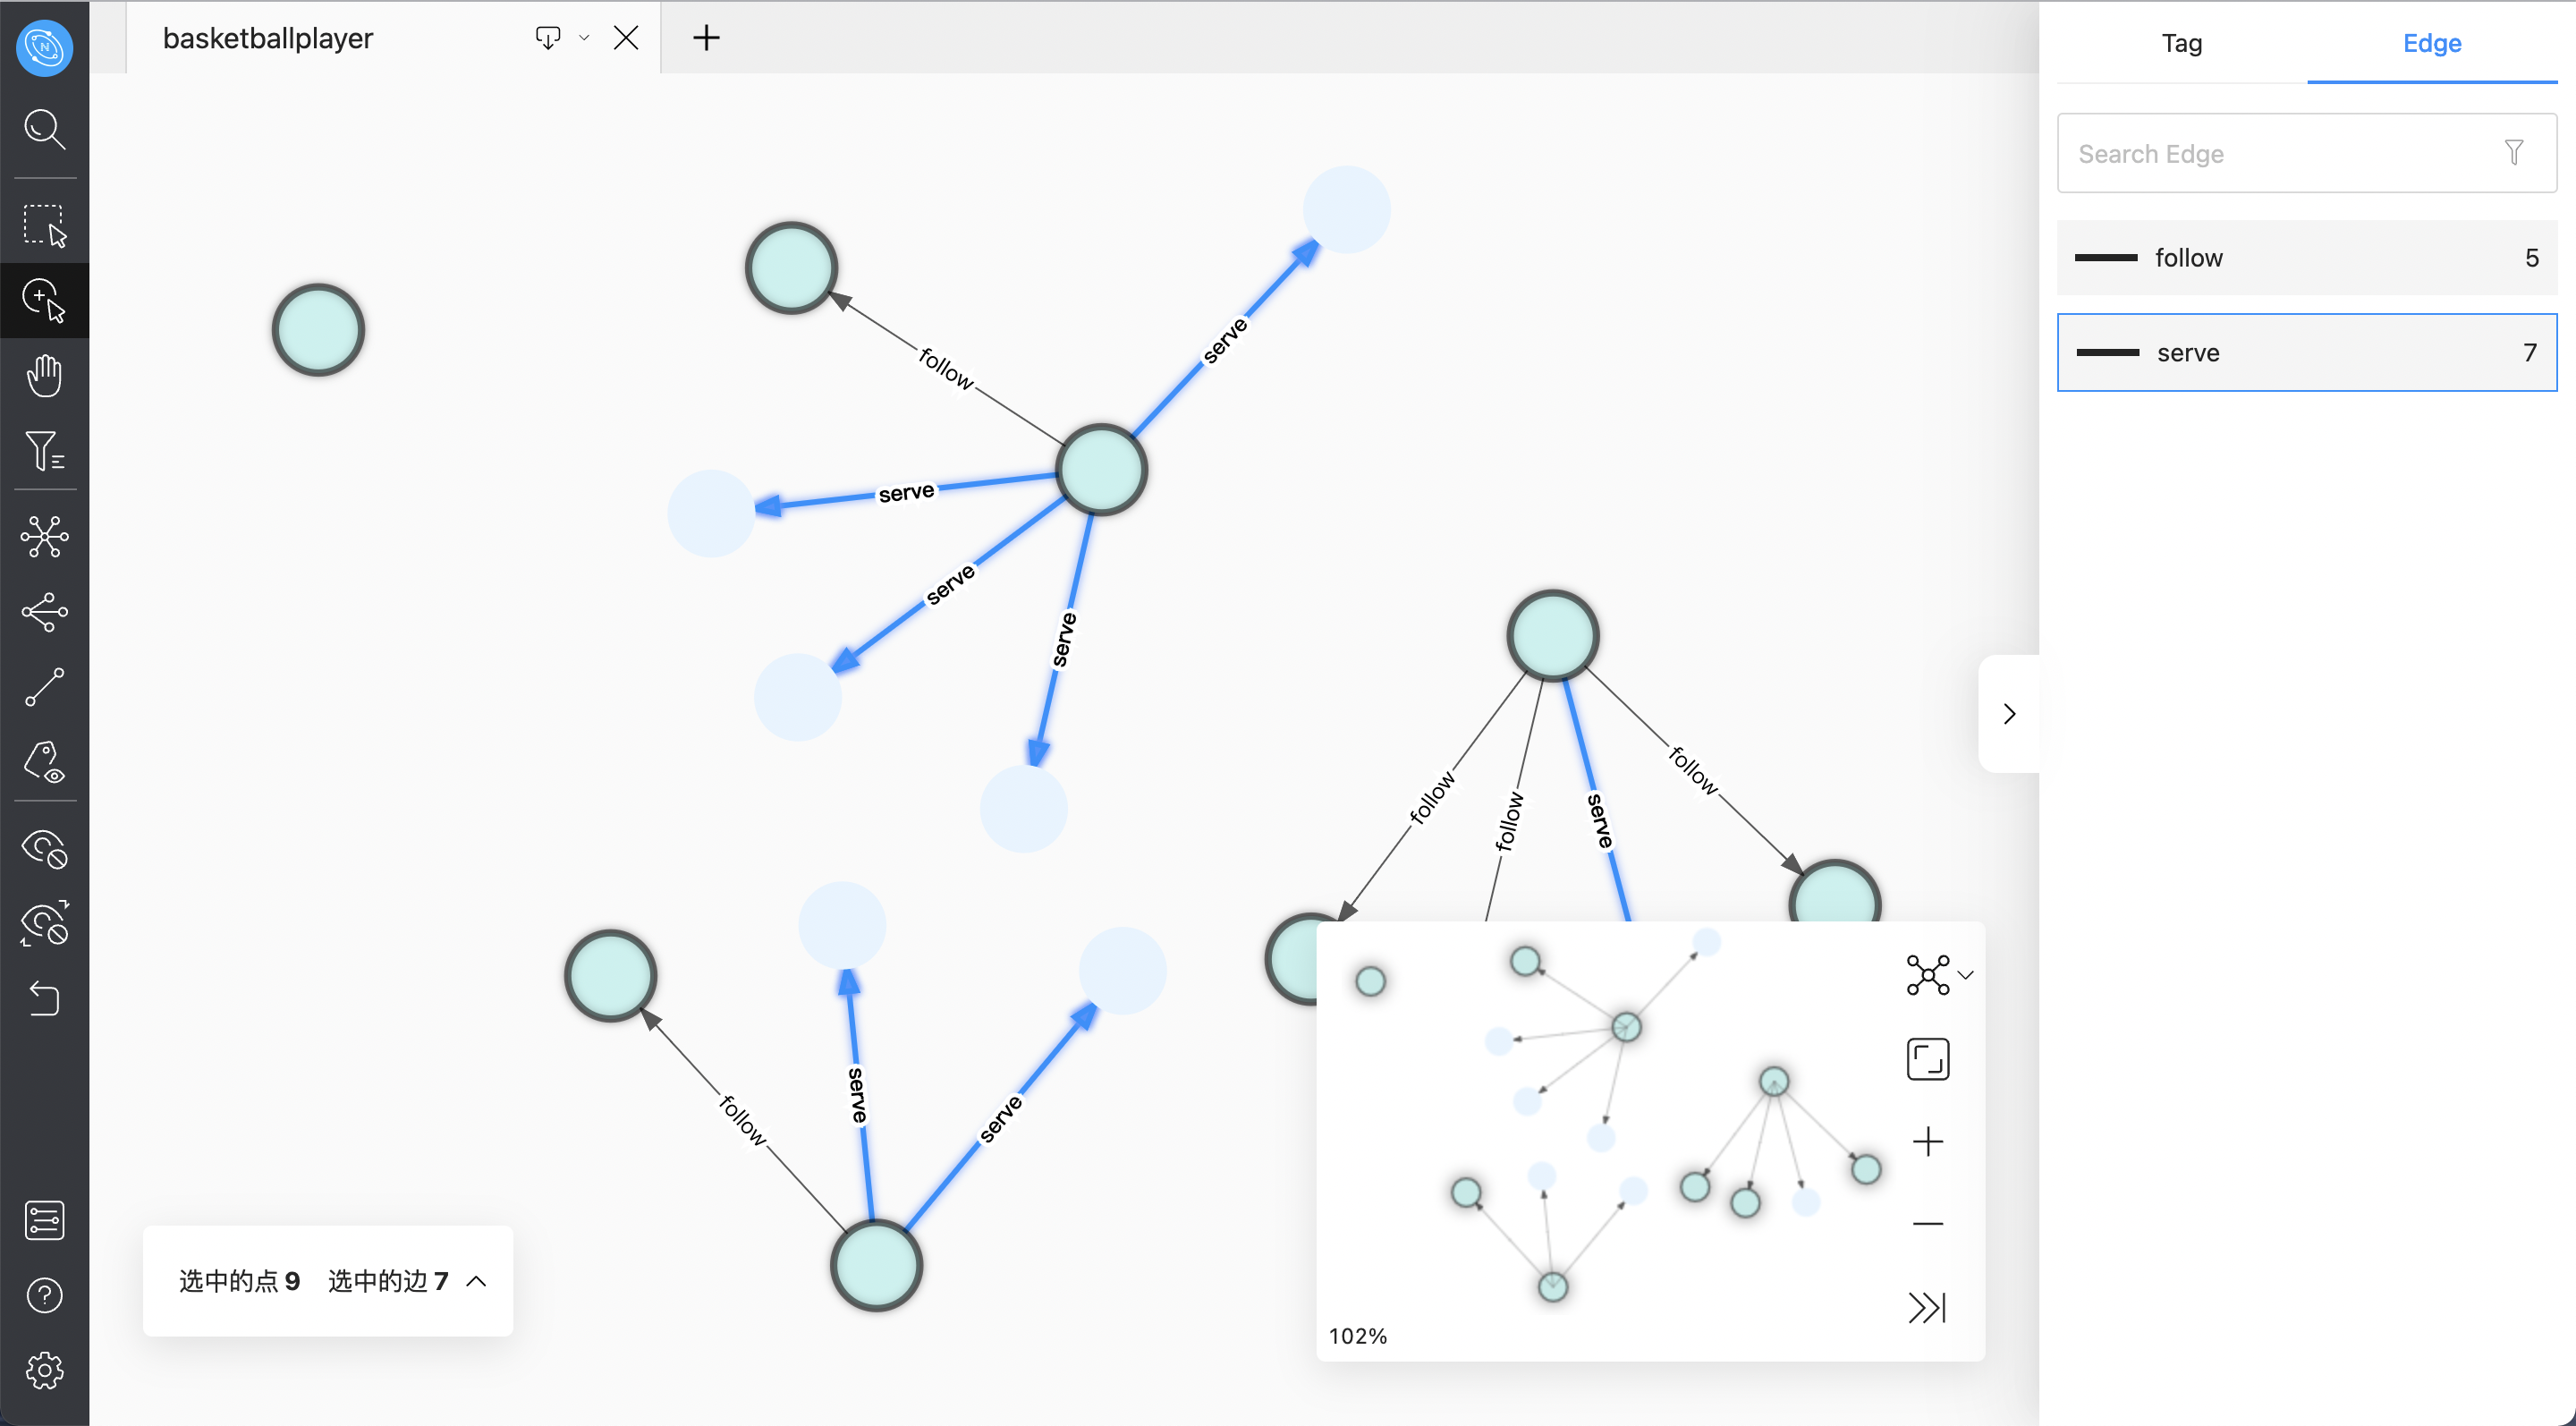 basketballplayer
Tag
Edge
Search Edge
follow 5
serve 7
serve
follow
serve
serve
serve
follow
follow
serve
follow
serve
serve
follow
选中的点 9 选中的边 7
102%